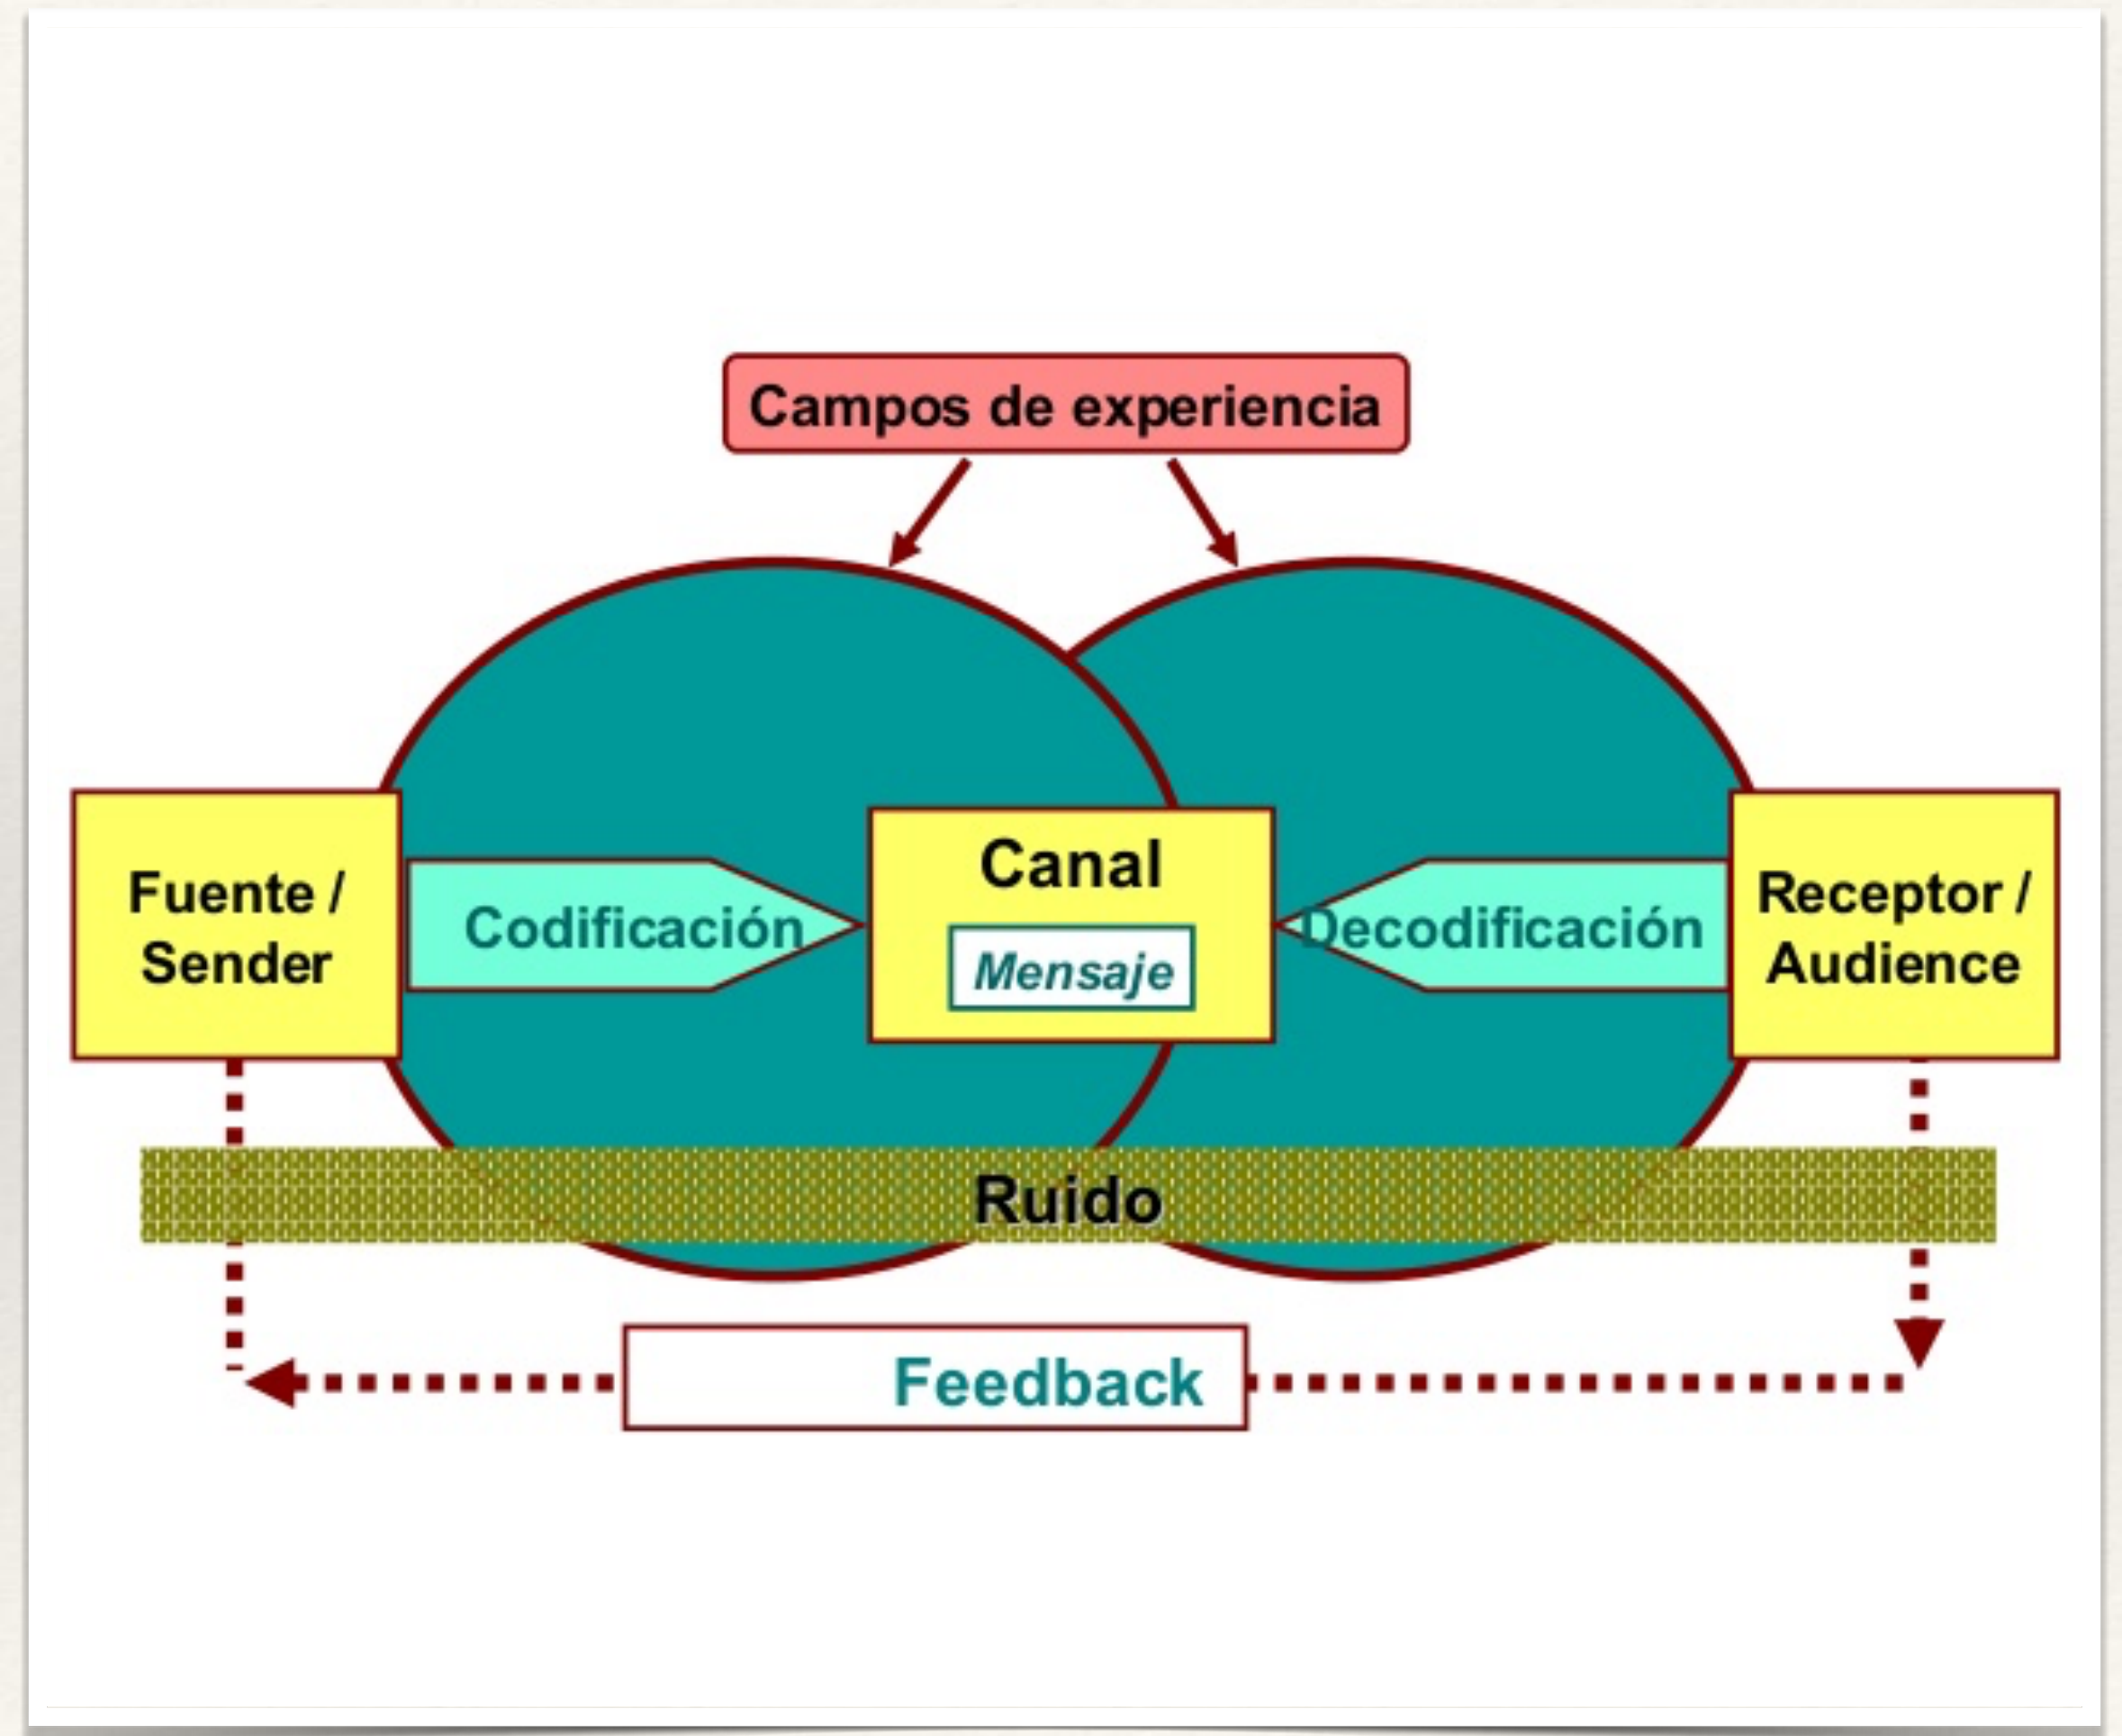 Campos de experiencia
Fuente /
Sender
Codificación
Canal
Mensaje
Decodificación
Receptor /
Audience
Ruido
Feedback